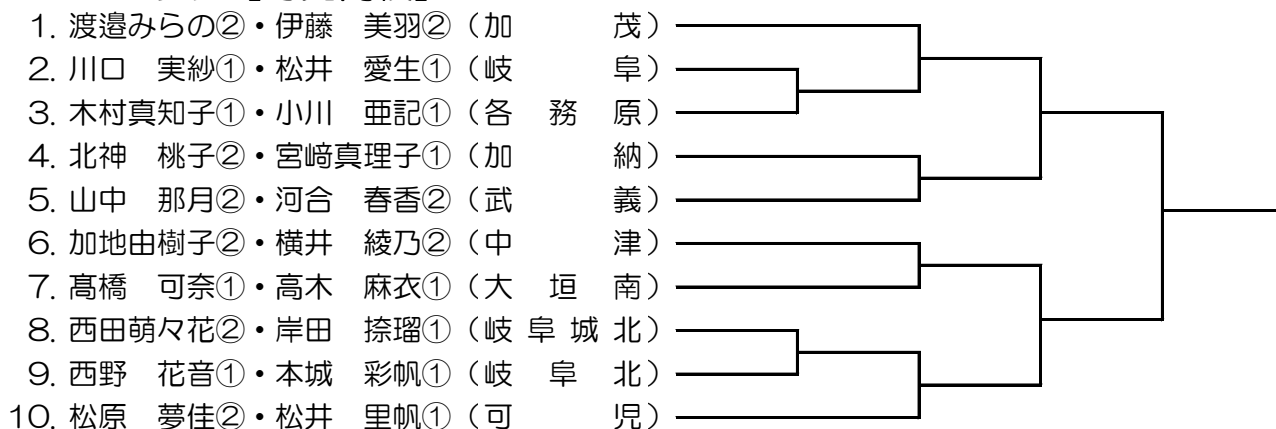 1. 渡邉みらの②・伊藤　美羽②（加　　　茂）
2. 川口　実紗①・松井　愛生①（岐　　　阜）
3. 木村真知子①・小川　亜記①（各　務　原）
4. 北神　桃子②・宮﨑真理子①（加　　　納）
5. 山中　那月②・河合　春香②（武　　　義）
6. 加地由樹子②・横井　綾乃②（中　　　津）
7. 髙橋　可奈①・高木　麻衣①（大　垣　南）
8. 西田萌々花②・岸田　捺瑠①（岐 阜 城 北）
9. 西野　花音①・本城　彩帆①（岐　阜　北）
10. 松原　夢佳②・松井　里帆①（可　　　児）